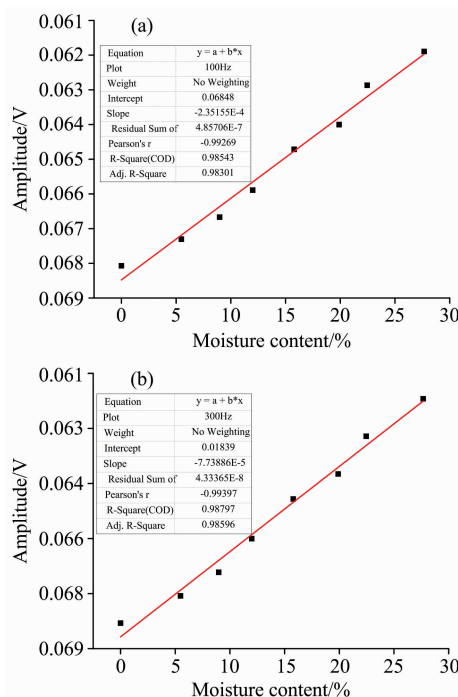 0.061
(a)
0.062
Equation y = a + b*x
Plot 100Hz
0.063
Weight No Weighting
Intercept 0.06848
0.064
Slope -2.35155E-4
Residual Sum of 4.85706E-7
0.065
Pearson's r -0.99269
R-Square(COD) 0.98543
0.066
Adj. R-Square 0.98301
0.067
0.068
0.069
Amplitude/V
0 5 10 15 20 25 30
Moisture content/%
0.061
(b)
Equation y = a + b*x
Plot 300Hz
0.063
Weight No Weighting
Intercept 0.01839
Slope -7.73886E-5
0.064
Residual Sum of 4.33365E-8
Pearson's r -0.99397
R-Square(COD) 0.98797
Adj. R-Square 0.98596
0.066
0.068
0.069
Amplitude/V
0 5 10 15 20 25 30
Moisture content/%